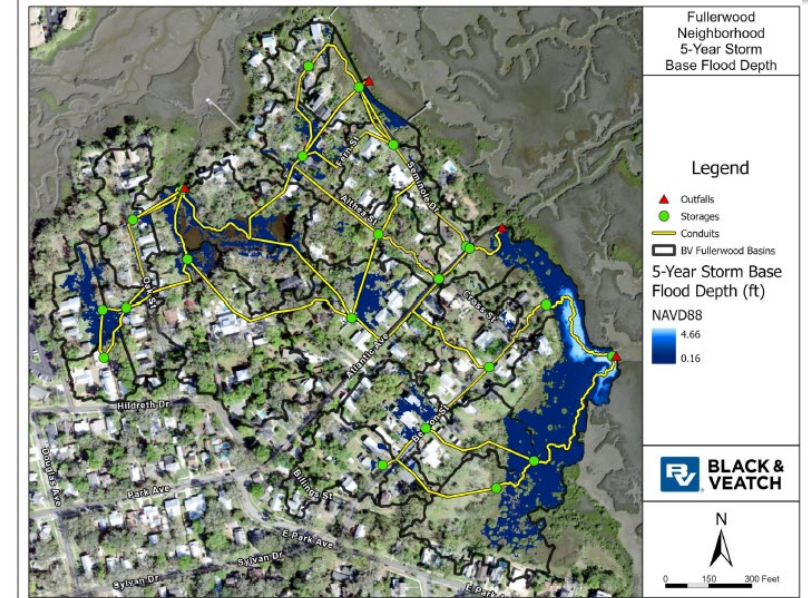 Fullerwood
Neighborhood
5-Year Storm
Base Flood Depth
Legend
Outfalls
Storages
Conduits
BV Fullerwood Basins
5-Year Storm Base
Flood Depth (ft)
NAVD88
4.66
0.16
BV
BLACK &
VEATCH
N
0 150 300 Feet
Fern St
Seminole Dr
Althea St
Oak St
Cross St
Atlantic Ave
Hildreth Dr
Douglas Ave
Park Ave
Billings St
E Park Ave
Sylvan Dr
Sylvan Dr